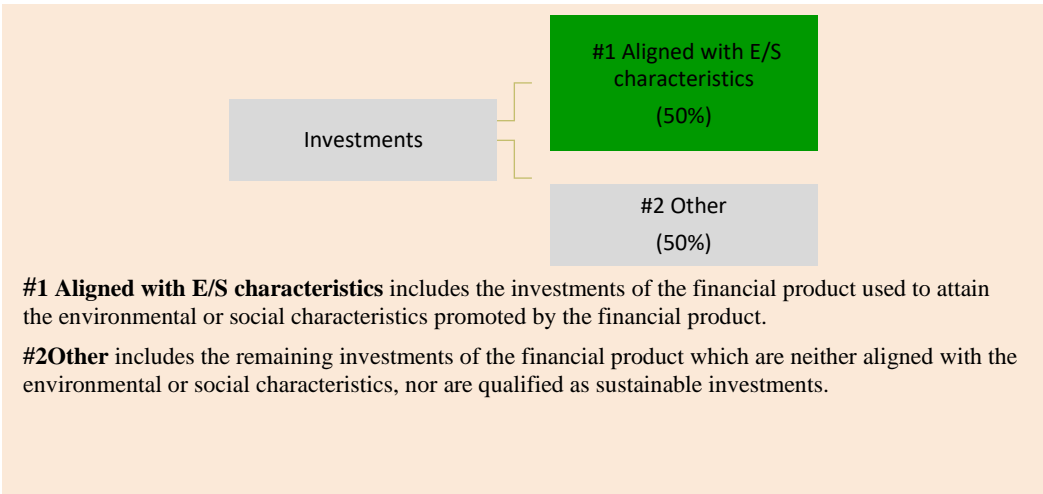 #1 Aligned with E/S
characteristics
(50%)
Investments
#2 Other
(50%)
#1 Aligned with E/S characteristics includes the investments of the financial product used to attain
the environmental or social characteristics promoted by the financial product.
#2Other includes the remaining investments of the financial product which are neither aligned with the
environmental or social characteristics, nor are qualified as sustainable investments.